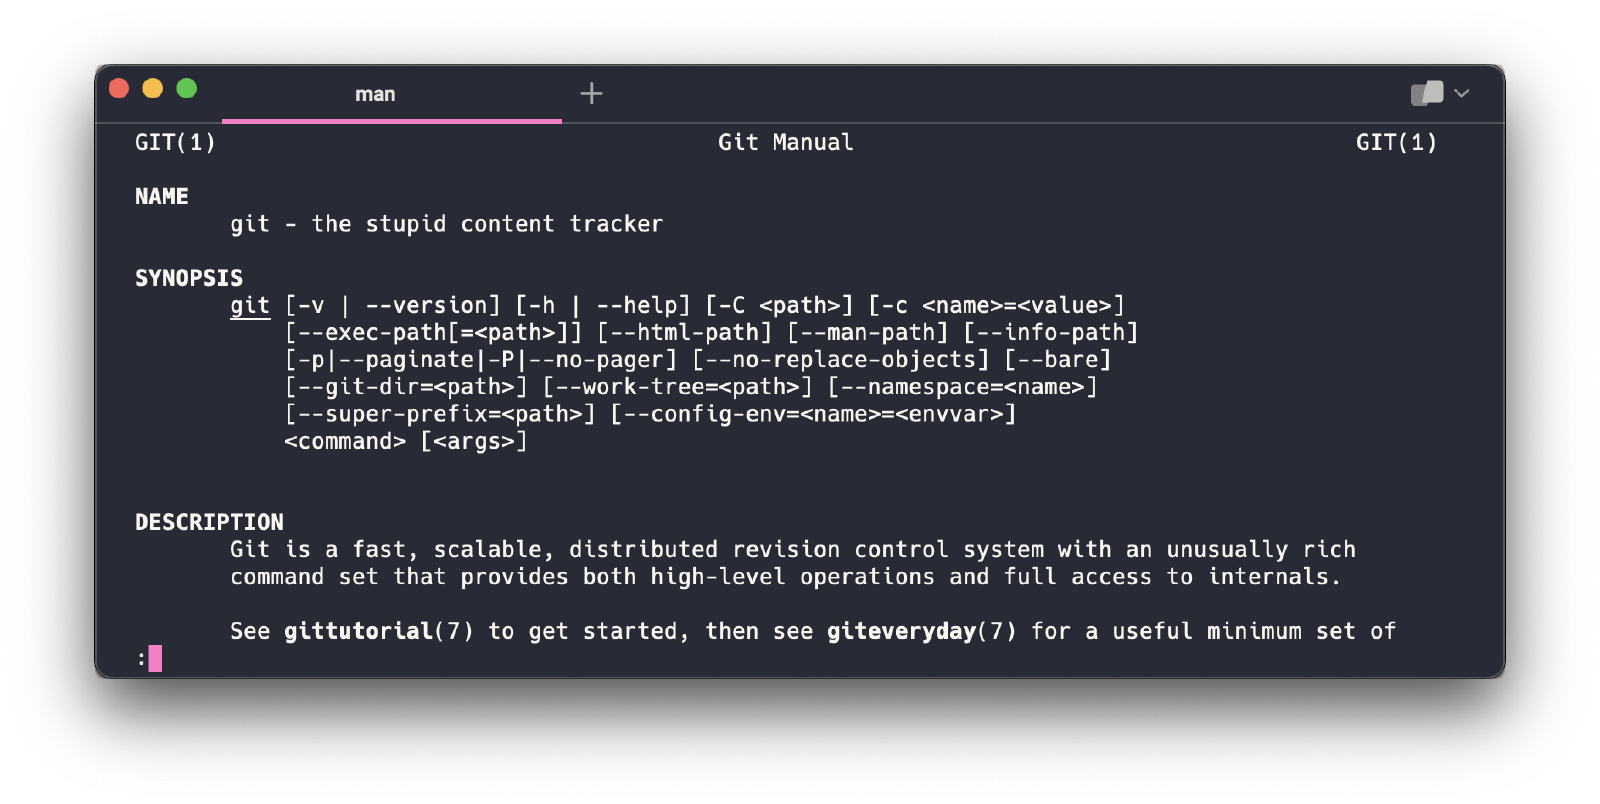 man
GIT(1) Git Manual GIT(1)
NAME
git - the stupid content tracker
SYNOPSIS
git [-v | --version] [-h | --help] [-C <path>] [-c <name>=<value>]
[--exec-path[=<path>]] [--html-path] [--man-path] [--info-path]
[-p|--paginate|-P|--no-pager] [--no-replace-objects] [--bare]
[--git-dir=<path>] [--work-tree=<path>] [--namespace=<name>]
[--super-prefix=<path>] [--config-env=<name>=<envvar>]
<command> [<args>]
DESCRIPTION
Git is a fast, scalable, distributed revision control system with an unusually rich
command set that provides both high-level operations and full access to internals.
See gittutorial(7) to get started, then see giteveryday(7) for a useful minimum set of
: